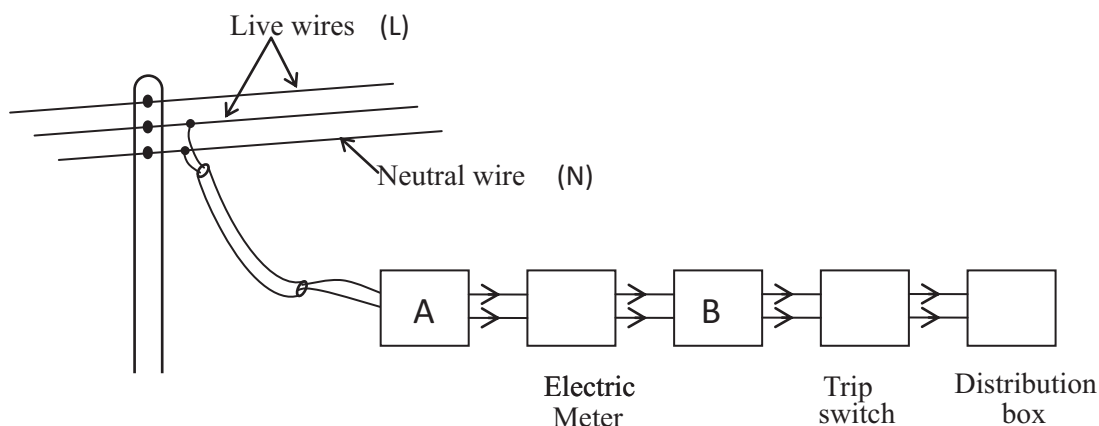 Live wires (L)
Neutral wire (N)
A
B
Electric
Meter
Trip
switch
Distribution
box